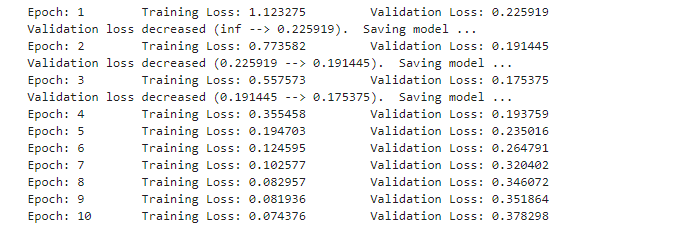 Epoch: 1 Training Loss: 1.123275 Validation Loss: 0.225919
Validation loss decreased (inf --> 0.225919). Saving model ...
Epoch: 2 Training Loss: 0.773582 Validation Loss: 0.191445
Validation loss decreased (0.225919 --> 0.191445). Saving model ...
Epoch: 3 Training Loss: 0.557573 Validation Loss: 0.175375
Validation loss decreased (0.191445 --> 0.175375). Saving model ...
Epoch: 4 Training Loss: 0.355458 Validation Loss: 0.193759
Epoch: 5 Training Loss: 0.194703 Validation Loss: 0.235016
Epoch: 6 Training Loss: 0.124595 Validation Loss: 0.264791
Epoch: 7 Training Loss: 0.102577 Validation Loss: 0.320402
Epoch: 8 Training Loss: 0.082957 Validation Loss: 0.346072
Epoch: 9 Training Loss: 0.081936 Validation Loss: 0.351864
Epoch: 10 Training Loss: 0.074376 Validation Loss: 0.378298